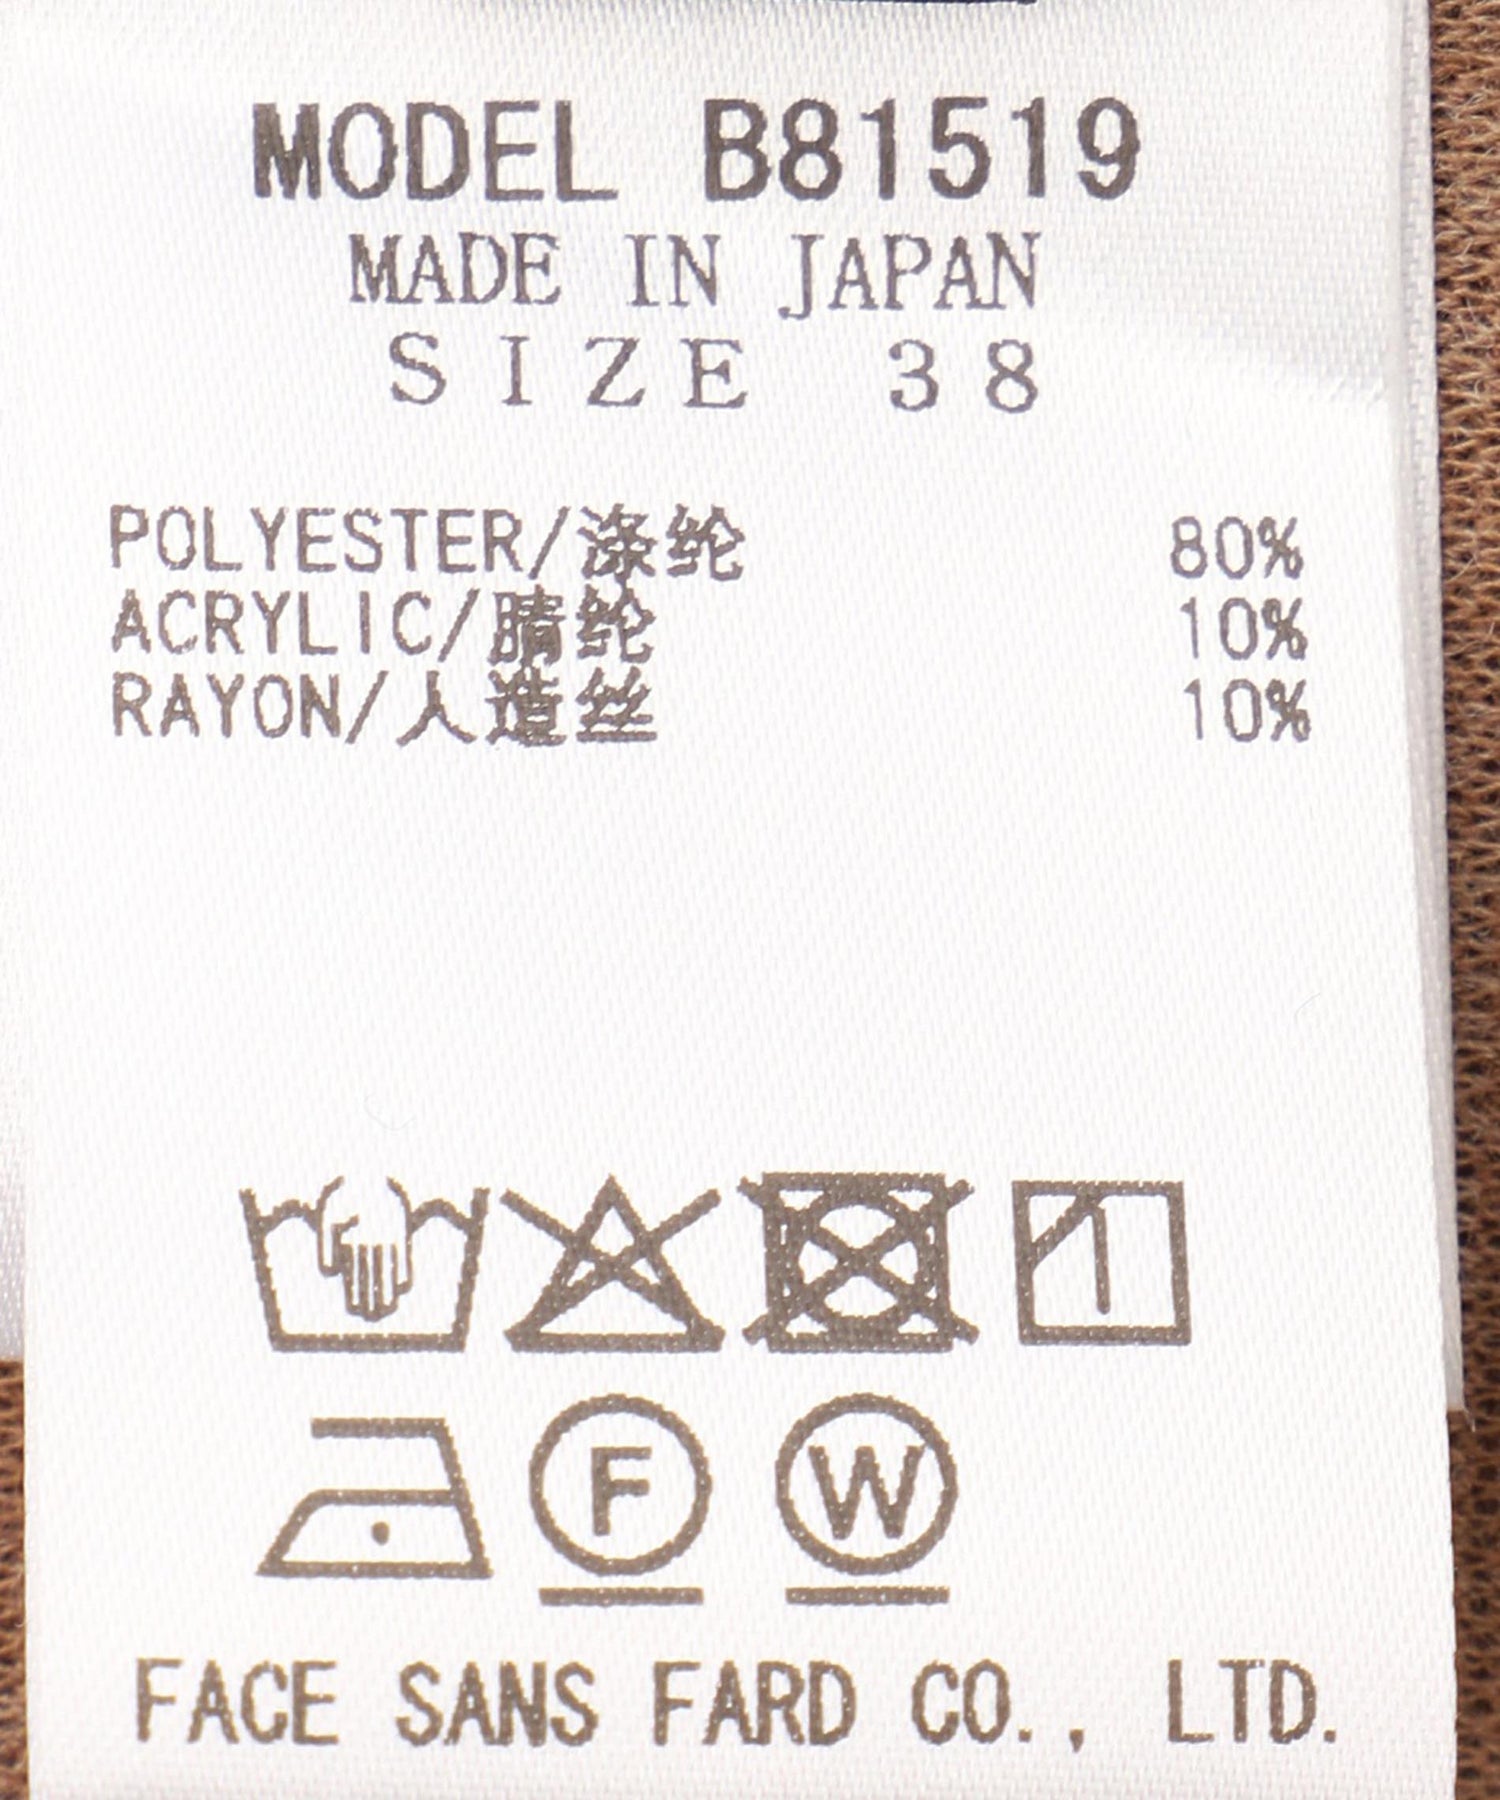 MODEL B81519
MADE IN JAPAN
SIZE 38
POLYESTER/涤纶 80%
ACRYLIC/腈纶 10%
RAYON/人造丝 10%
F W
FACE SANS FARD CO., LTD.